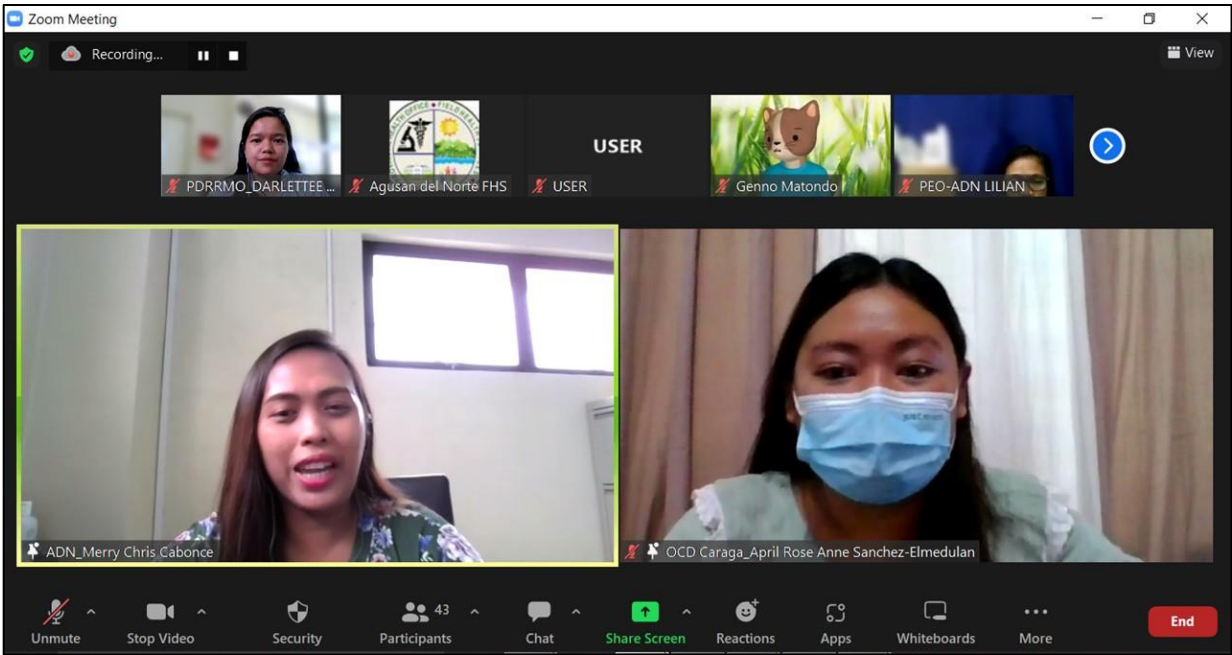 Zoom Meeting
Recording...
View
USER
PDRRMO_DARLETTEE ...
Agusan del Norte FHS
USER
Genno Matondo
PEO-ADN LILIAN
ADN_Merry Chris Cabonce
OCD Caraga_April Rose Anne Sanchez-Elmedulan
Unmute
Stop Video
Security
43
Participants
Chat
Share Screen
Reactions
Apps
Whiteboards
More
End